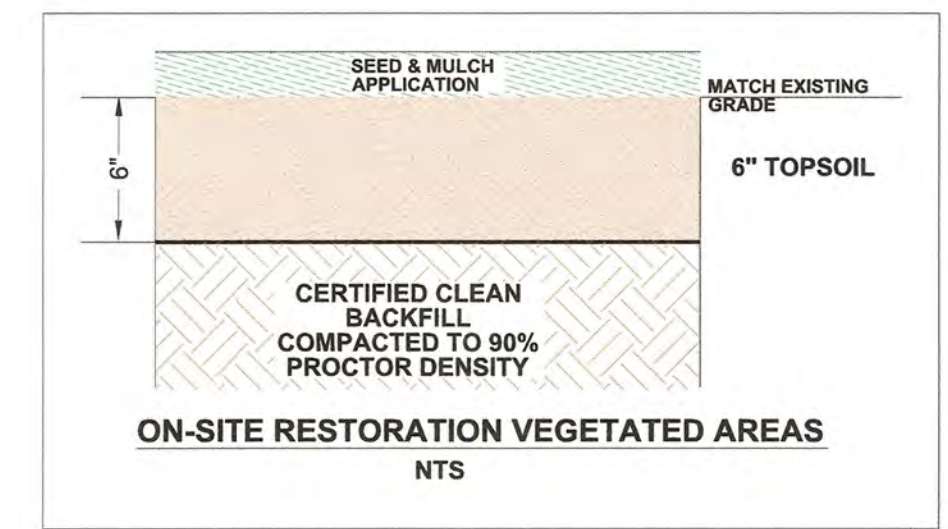 SEED & MULCH
APPLICATION
MATCH EXISTING
GRADE
6"
6" TOPSOIL
CERTIFIED CLEAN
BACKFILL
COMPACTED TO 90%
PROCTOR DENSITY
ON-SITE RESTORATION VEGETATED AREAS
NTS